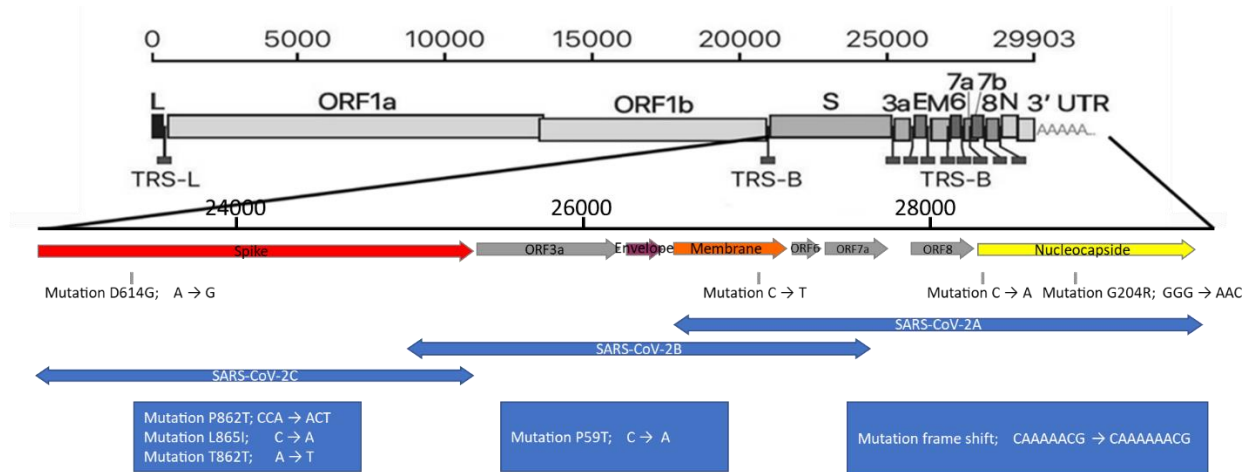 0 5000 10000 15000 20000 25000 29903
7a 7b
L ORF1a ORF1b S 3a E M 6 8 N 3' UTR
AAAAA...
TRS-L TRS-B TRS-B
24000 26000 28000
Spike ORF3a Envelope Membrane ORF6 ORF7a ORF8 Nucleocapside
Mutation D614G; A → G Mutation C → T Mutation C → A Mutation G204R; GGG → AAC
SARS-CoV-2A
SARS-CoV-2B
SARS-CoV-2C
Mutation P862T; CCA → ACT
Mutation L865I; C → A
Mutation T862T; A → T
Mutation P59T; C → A
Mutation frame shift; CAAAAACG → CAAAAAACG